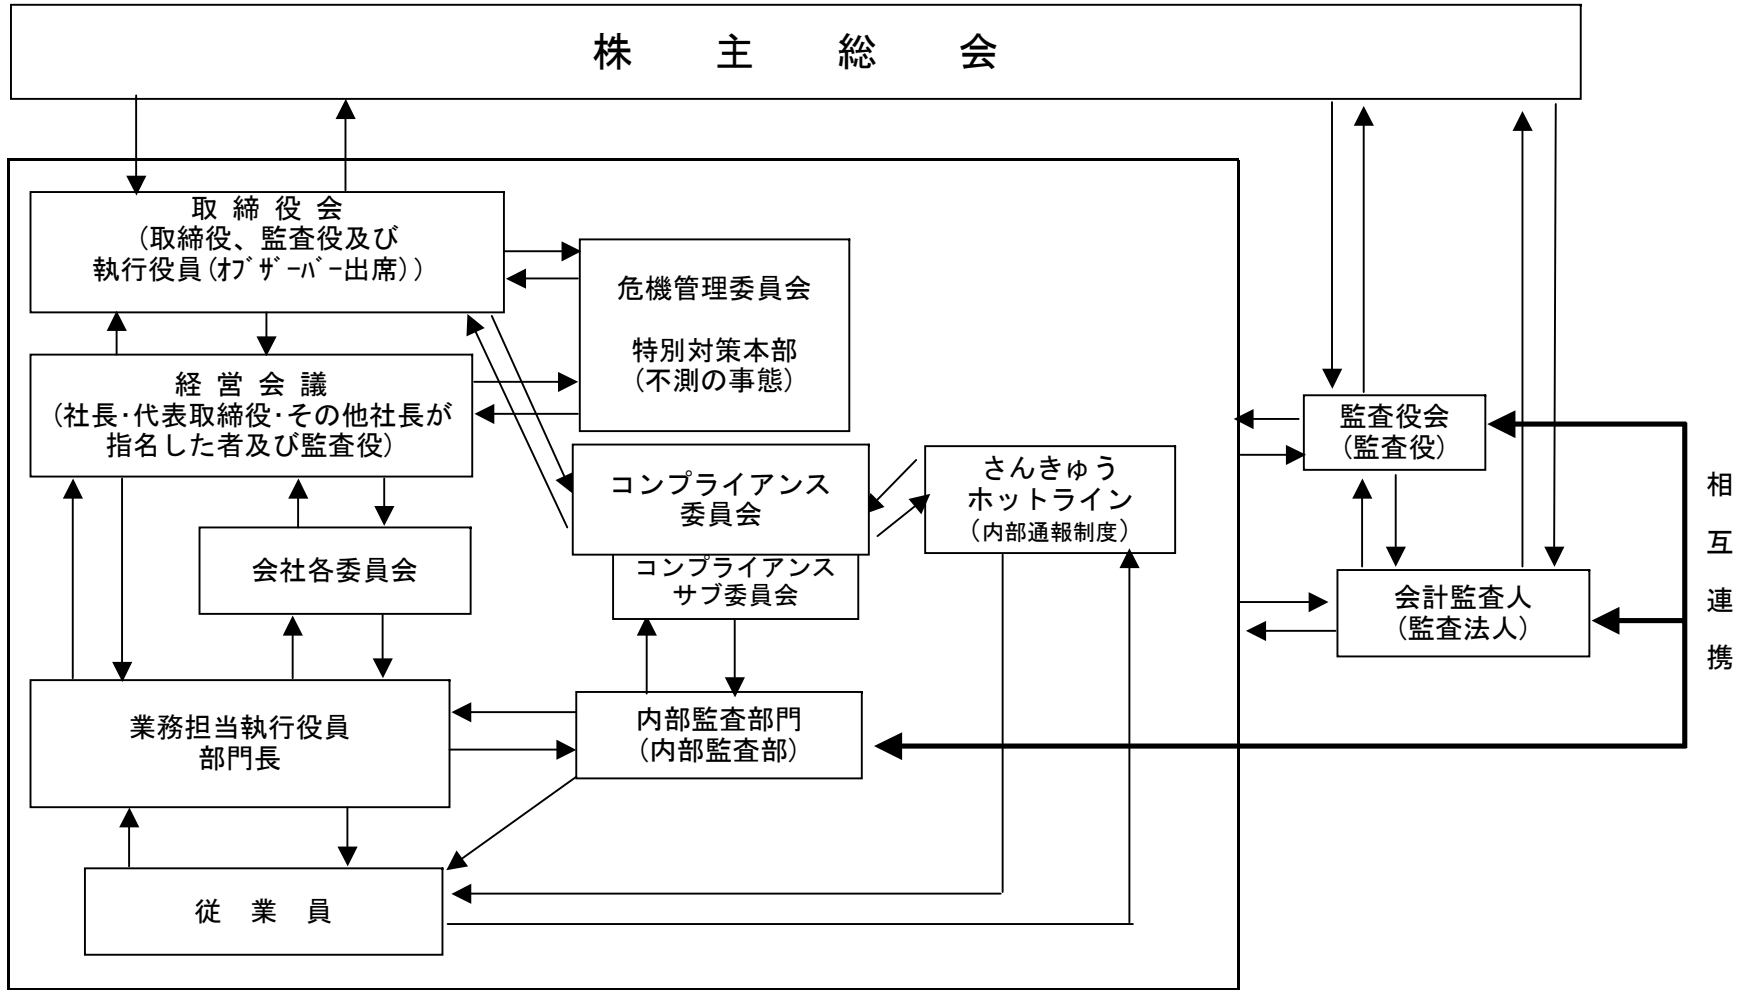 株主総会
取締役会
(取締役、監査役及び
執行役員(ｵﾌﾞｻﾞｰﾊﾞｰ出席))
危機管理委員会
特別対策本部
(不測の事態)
経営会議
(社長･代表取締役･その他社長が
指名した者及び監査役)
監査役会
(監査役)
コンプライアンス
委員会
さんきゅう
ホットライン
(内部通報制度)
相互連携
会社各委員会
コンプライアンス
サブ委員会
会計監査人
(監査法人)
業務担当執行役員
部門長
内部監査部門
(内部監査部)
従業員